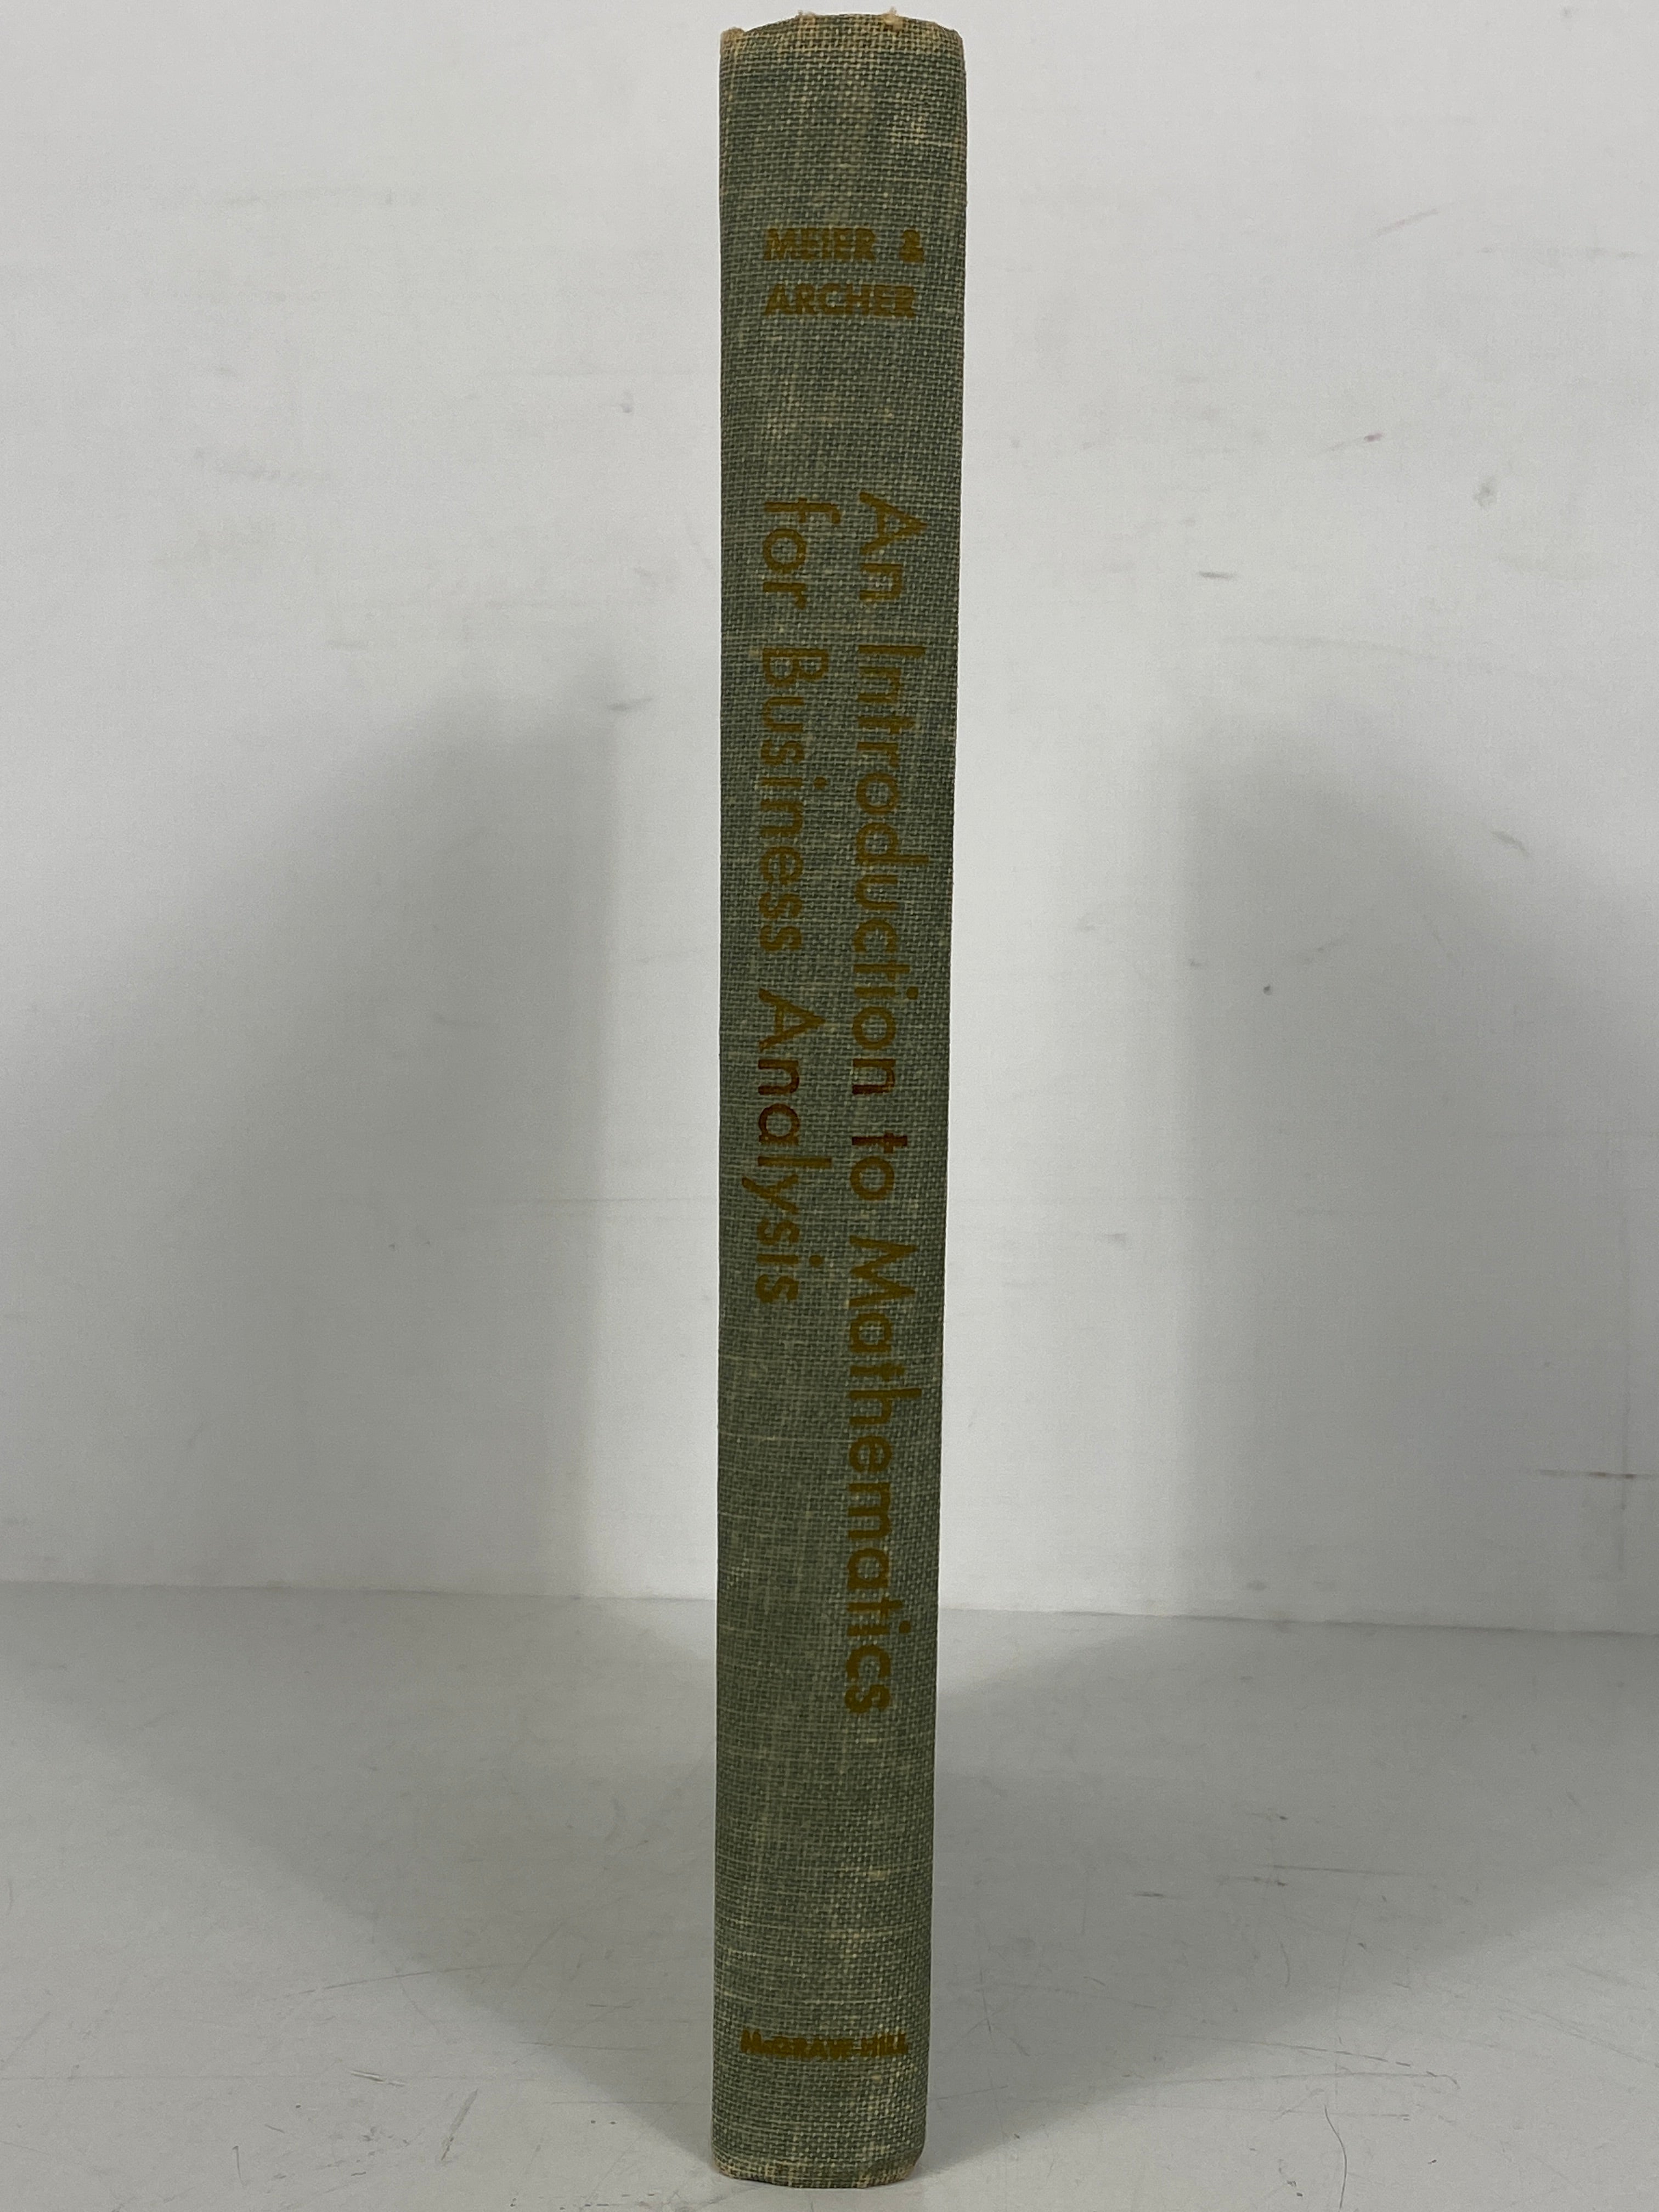 MEIER &
ARCHER
An Introduction to Mathematics
for Business Analysis
McGRAW-HILL